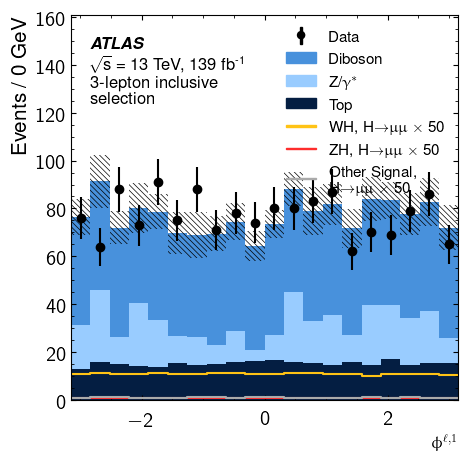 Events / 0 GeV
160
140
120
100
80
60
40
20
0
ATLAS
√s = 13 TeV, 139 fb⁻¹
3-lepton inclusive
selection
Data
Diboson
Z/γ*
Top
WH, H→μμ × 50
ZH, H→μμ × 50
Other Signal,
H→μμ × 50
−2
0
2
ϕ^ℓ,1